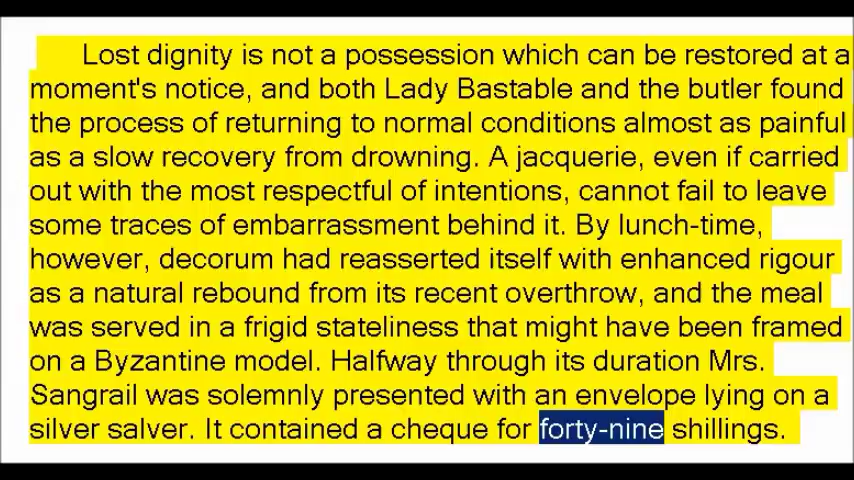 Lost dignity is not a possession which can be restored at a
moment's notice, and both Lady Bastable and the butler found
the process of returning to normal conditions almost as painful
as a slow recovery from drowning. A jacquerie, even if carried
out with the most respectful of intentions, cannot fail to leave
some traces of embarrassment behind it. By lunch-time,
however, decorum had reasserted itself with enhanced rigour
as a natural rebound from its recent overthrow, and the meal
was served in a frigid stateliness that might have been framed
on a Byzantine model. Halfway through its duration Mrs.
Sangrail was solemnly presented with an envelope lying on a
silver salver. It contained a cheque for forty-nine shillings.